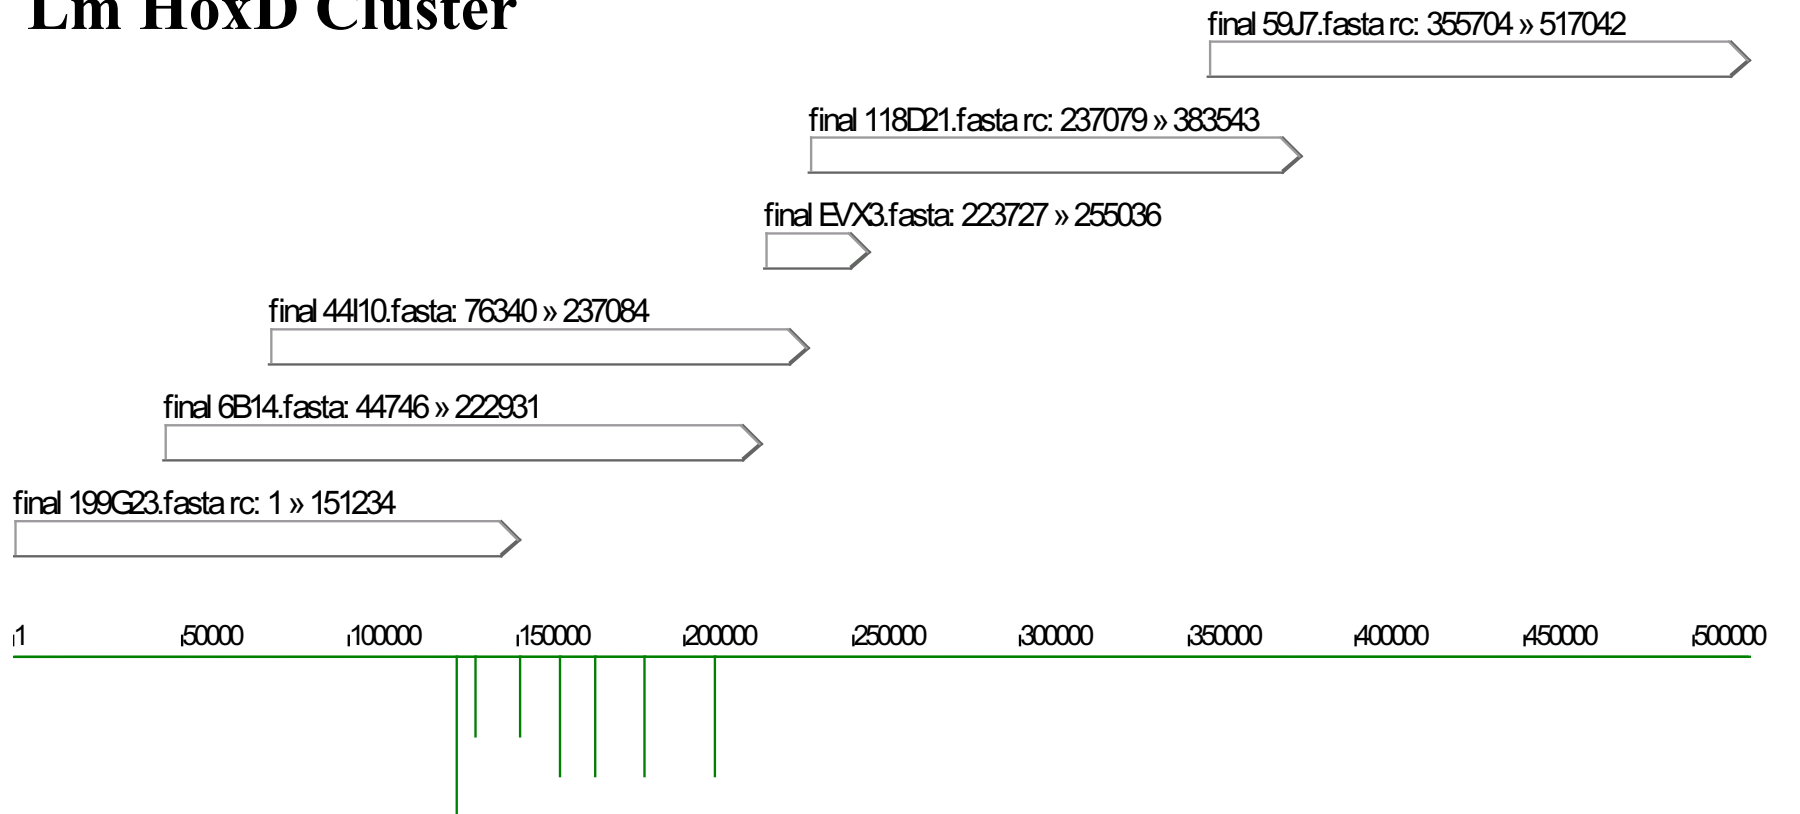 Lm HoxD Cluster
final 59J7.fasta rc: 355704 » 517042
final 118D21.fasta rc: 237079 » 383543
final EVX3.fasta: 223727 » 255036
final 44I10.fasta: 76340 » 237084
final 6B14.fasta: 44746 » 222931
final 199G23.fasta rc: 1 » 151234
1 50000 100000 150000 200000 250000 300000 350000 400000 450000 500000